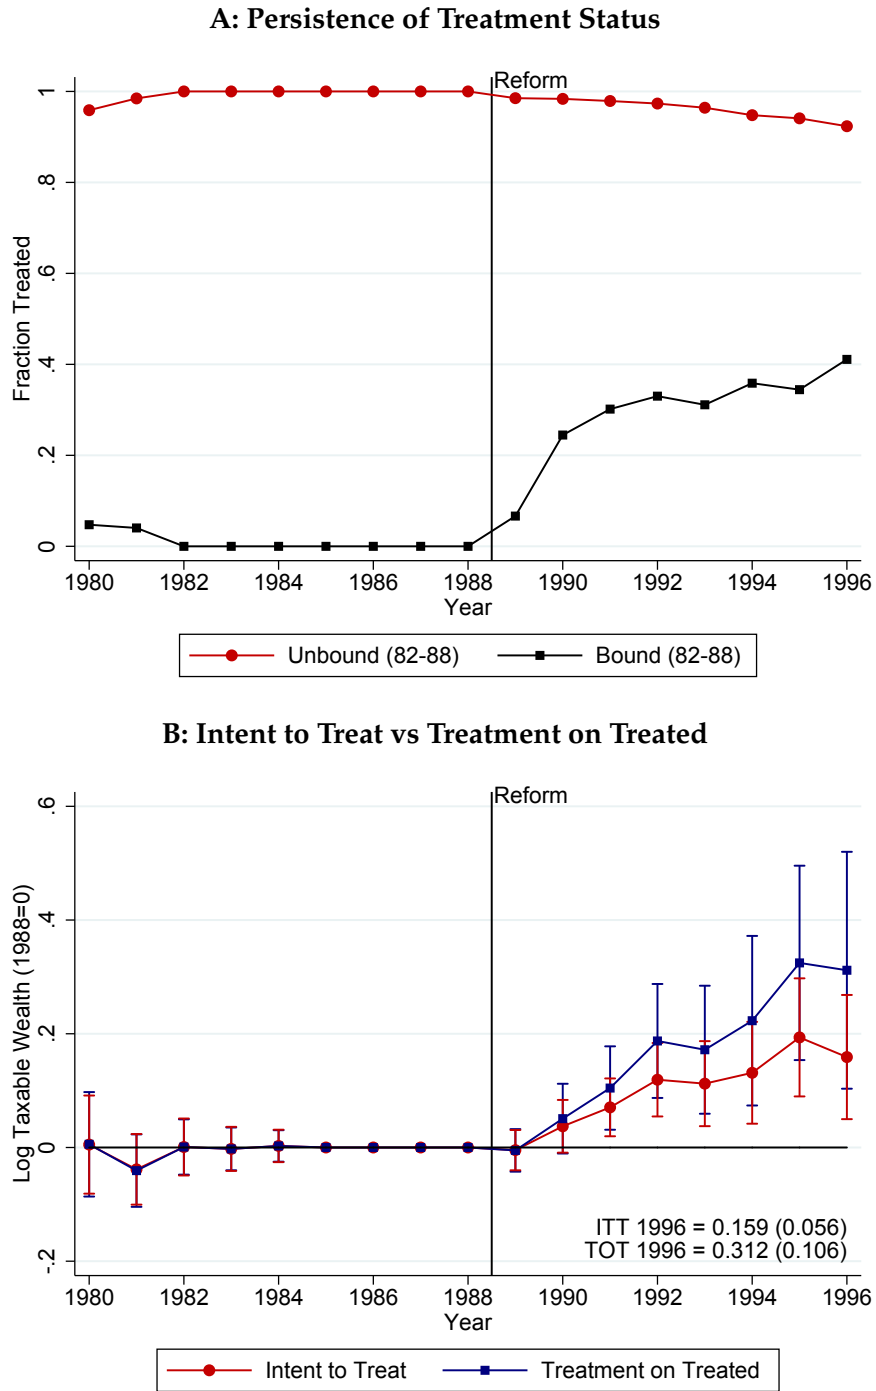 A: Persistence of Treatment Status
Reform
1
.8
.6
.4
.2
0
Fraction Treated
1980 1982 1984 1986 1988 1990 1992 1994 1996
Year
Unbound (82-88) Bound (82-88)
B: Intent to Treat vs Treatment on Treated
Reform
.6
.4
.2
0
-.2
Log Taxable Wealth (1988=0)
ITT 1996 = 0.159 (0.056)
TOT 1996 = 0.312 (0.106)
1980 1982 1984 1986 1988 1990 1992 1994 1996
Year
Intent to Treat Treatment on Treated